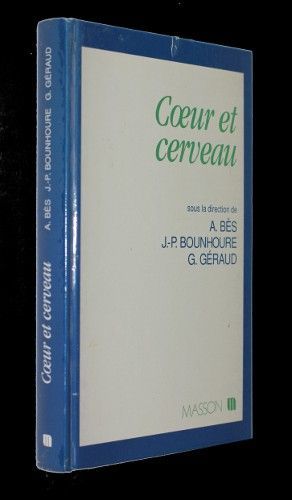 Cœur et
cerveau
sous la direction de
A. BÈS
J.-P. BOUNHOURE
G. GÉRAUD
MASSON
Cœur et cerveau A. BÈS J.-P. BOUNHOURE G. GÉRAUD